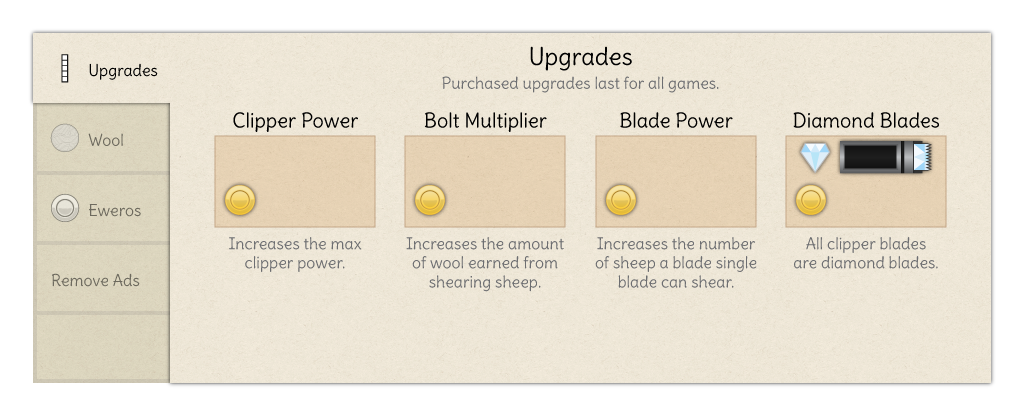 Upgrades
Wool
Eweros
Remove Ads
Upgrades
Purchased upgrades last for all games.
Clipper Power
Increases the max
clipper power.
Bolt Multiplier
Increases the amount
of wool earned from
shearing sheep.
Blade Power
Increases the number
of sheep a blade single
blade can shear.
Diamond Blades
All clipper blades
are diamond blades.